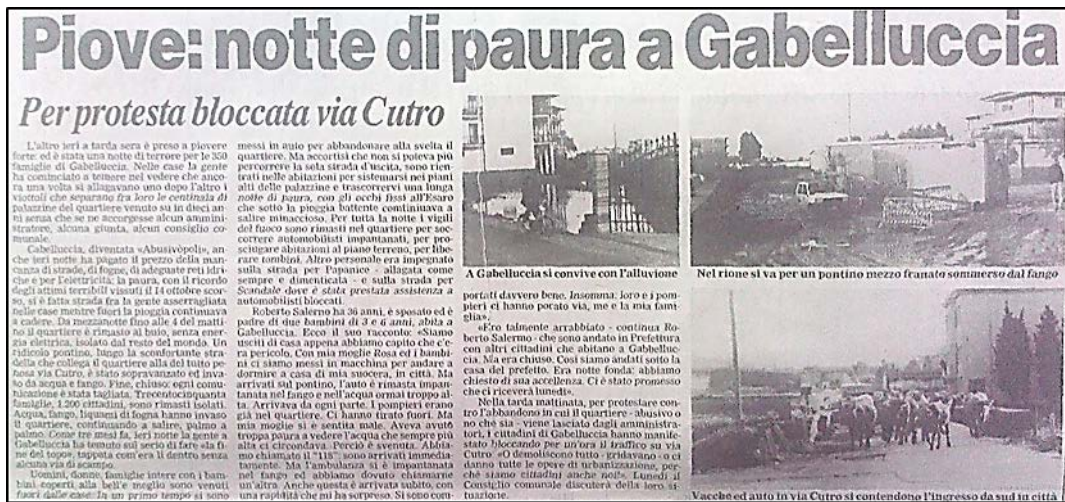 Piove: notte di paura a Gabelluccia
Per protesta bloccata via Cutro
L'altro ieri a tarda sera è preso a piovere
forte: ed è stata una notte di terrore per le 350
famiglie di Gabelluccia. Nelle case la gente
ha cominciato a temere nel vedere che ancora
una volta si allagavano uno dopo l'altro i
viottoli che separano fra loro le centinaia di
palazzine del quartiere venuto su in dieci an-
ni senza che se ne accorgesse alcun ammini-
stratore, alcuna giunta, alcun consiglio co-
munale.
Gabelluccia, diventata «Abusivòpoli», an-
che ieri notte ha pagato il prezzo della man-
canza di strade, di fogne, di adeguate reti idri-
che e per l'elettricità: la paura, con il ricordo
degli attimi terribili vissuti il 14 ottobre scor-
so, si è fatta strada fra la gente asserragliata
nelle case mentre fuori la pioggia continuava
a cadere. Da mezzanotte fino alle 4 del matti-
no il quartiere è rimasto al buio, senza ener-
gia elettrica, isolato dal resto del mondo. Un
ridicolo pontino, lungo la sconfortante stra-
della che collega il quartiere alla del tutto pe-
nosa via Cutro, è stato sopravanzato ed inva-
so da acqua e fango. Fine, chiuso: ogni comu-
nicazione è stata tagliata. Trecentocinquanta
famiglie, 1.200 cittadini, sono rimasti isolati.
Acqua, fango, liquami di fogna hanno invaso
il quartiere, continuando a salire, palmo a
palmo. Come tre mesi fa, ieri notte la gente a
Gabelluccia ha temuto sul serio di fare «la fi-
ne del topo», tappata com'era lì dentro senza
alcuna via di scampo.
Uomini, donne, famiglie intere con i bam-
bini coperti alla bell'e meglio sono venuti
fuori dalle case. In un primo tempo si sono
messi in auto per abbandonare alla svelta il
quartiere. Ma accortisi che non si poteva più
percorrere la sola strada d'uscita, sono rien-
trati nelle abitazioni per sistemarsi nei piani
alti delle palazzine e trascorrervi una lunga
notte di paura, con gli occhi fissi all'Esaro
che sotto la pioggia battente continuava a
salire minaccioso. Per tutta la notte i vigili
del fuoco sono rimasti nel quartiere per soc-
correre automobilisti impantanati, per pro-
sciugare abitazioni al piano terreno, per libe-
rare tombini. Altro personale era impegnato
sulla strada per Papanice - allagata come
sempre e dimenticata - e sulla strada per
Scandale dove è stata prestata assistenza a
automobilisti bloccati.
Roberto Salerno ha 36 anni, è sposato ed è
padre di due bambini di 3 e 6 anni, abita a
Gabelluccia. Ecco il suo racconto: «Siamo
usciti di casa appena abbiamo capito che c'e-
ra pericolo. Con mia moglie Rosa ed i bambi-
ni ci siamo messi in macchina per andare a
dormire a casa di mia suocera, in città. Ma
arrivati sul pontino, l'auto è rimasta impan-
tanata nel fango e nell'acqua ormai troppo al-
ta. Arrivava da ogni parte. I pompieri erano
già nel quartiere. Ci hanno tirato fuori. Ma
mia moglie si è sentita male. Aveva avuto
troppa paura a vedere l'acqua che sempre più
alta ci circondava. Perciò è svenuta. Abbia-
mo chiamato il "118": sono arrivati immedia-
tamente. Ma l'ambulanza si è impantanata
nel fango ed abbiamo dovuto chiamarne
un'altra. Anche questa è arrivata subito, con
una rapidità che mi ha sorpreso. Si sono com-
A Gabelluccia si convive con l'alluvione
Nel rione si va per un pontino mezzo franato sommerso dal fango
portati davvero bene. Insomma: loro e i pom-
pieri ci hanno portato via, me e la mia fami-
glia».
«Ero talmente arrabbiato - continua Ro-
berto Salerno - che sono andato in Prefettura
con altri cittadini che abitano a Gabelluc-
cia. Ma era chiuso. Così siamo andati sotto la
casa del prefetto. Era notte fonda: abbiamo
chiesto di sua accellenza. Ci è stato promesso
che ci riceverà lunedì».
Nella tarda mattinata, per protestare con-
tro l'abbandono in cui il quartiere - abusivo o
no che sia - viene lasciato dagli amministra-
tori, i cittadini di Gabelluccia hanno manife-
stato bloccando per un'ora il traffico su via
Cutro: «O demoliscono tutto - gridavano - o ci
danno tutte le opere di urbanizzazione, per-
ché siamo cittadini anche noi!». Lunedì il
Consiglio comunale discuterà della loro si-
tuazione.
Vacche ed auto in via Cutro si contendono l'ingresso da sud in città